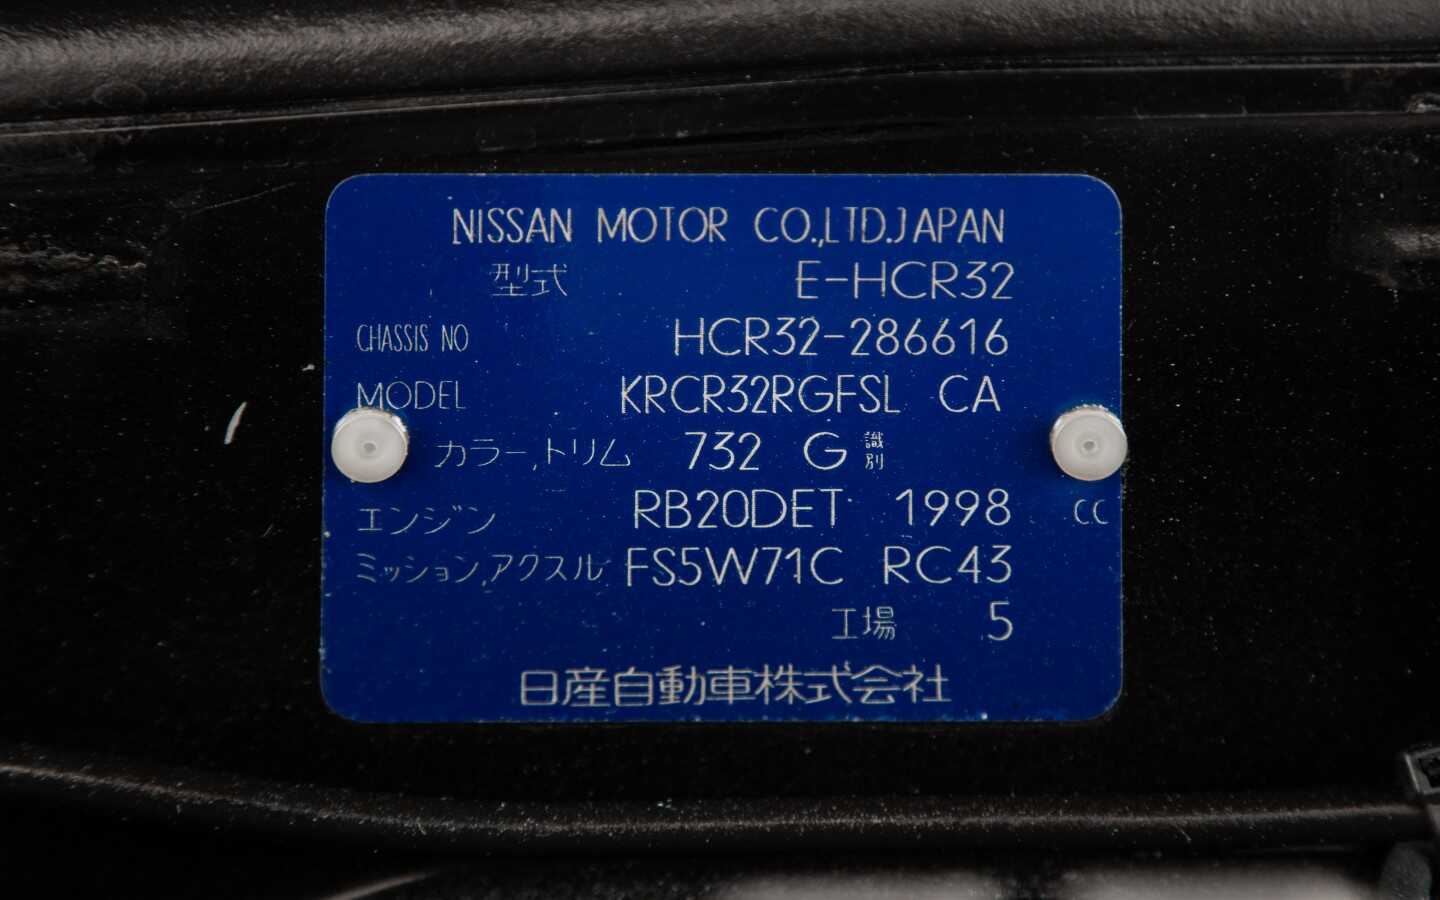 NISSAN MOTOR CO.,LTD.JAPAN
型式 E-HCR32
CHASSIS NO HCR32-286616
MODEL KRCR32RGFSL CA
カラー,トリム 732 G 識別
エンジン RB20DET 1998 CC
ミッション,アクスル FS5W71C RC43
工場 5
日産自動車株式会社